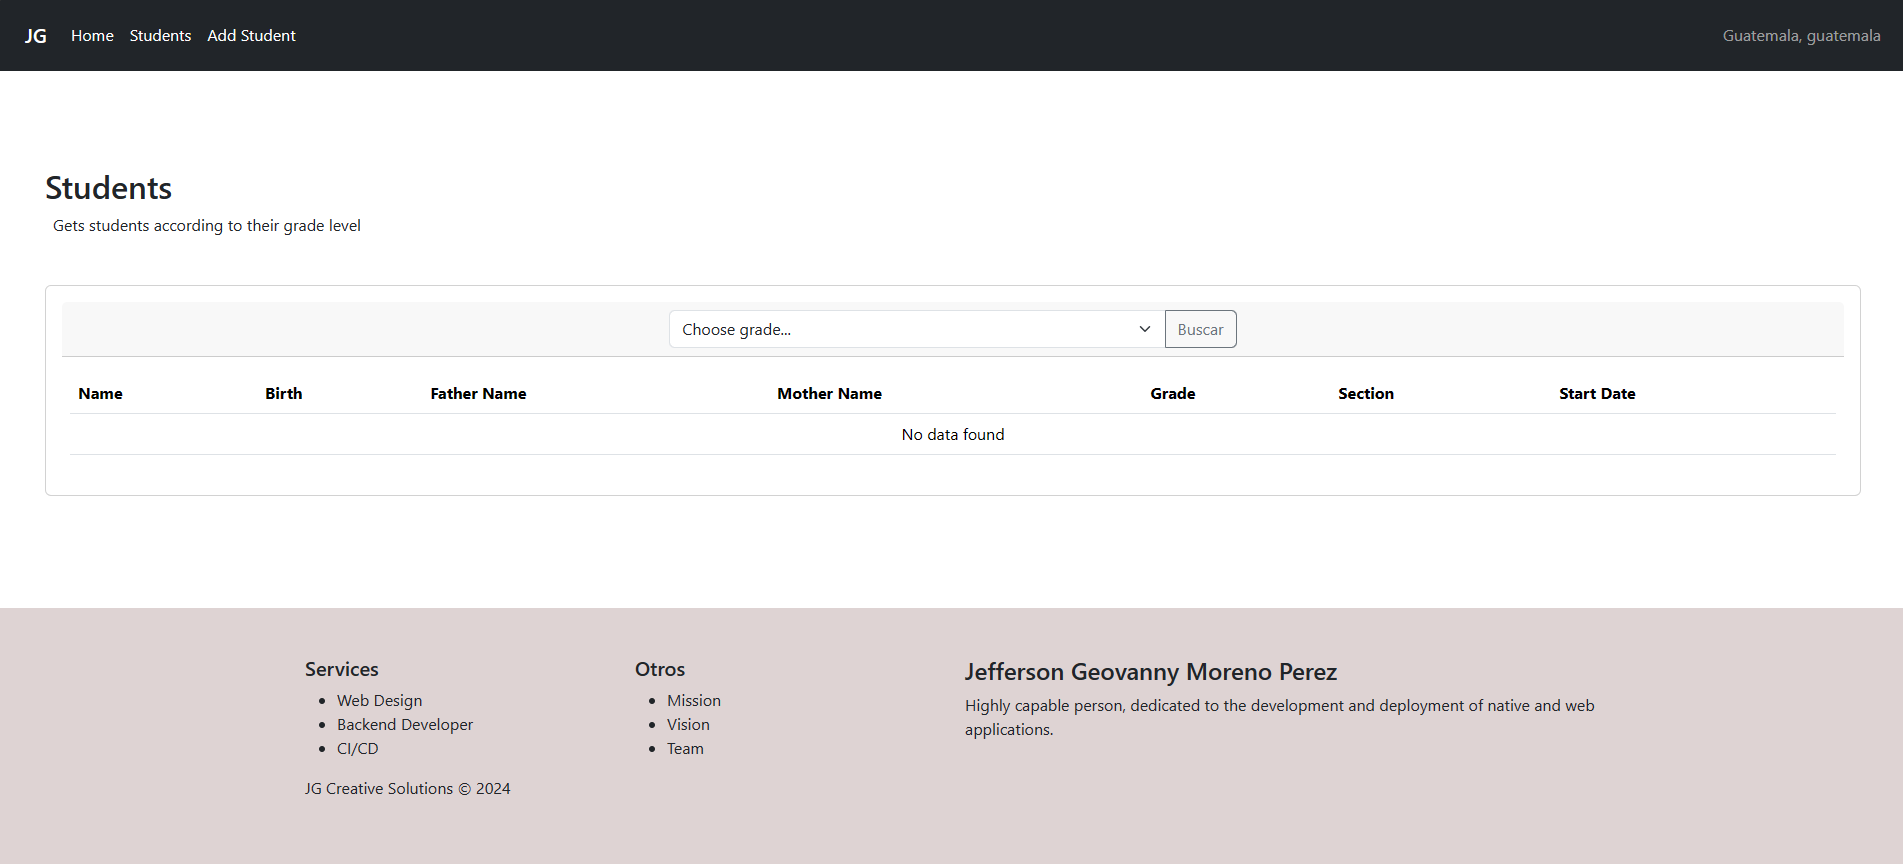 JG Home Students Add Student Guatemala, guatemala
Students
Gets students according to their grade level
Choose grade... Buscar
Name Birth Father Name Mother Name Grade Section Start Date
No data found
Services
Web Design
Backend Developer
CI/CD
Otros
Mission
Vision
Team
Jefferson Geovanny Moreno Perez
Highly capable person, dedicated to the development and deployment of native and web
applications.
JG Creative Solutions © 2024